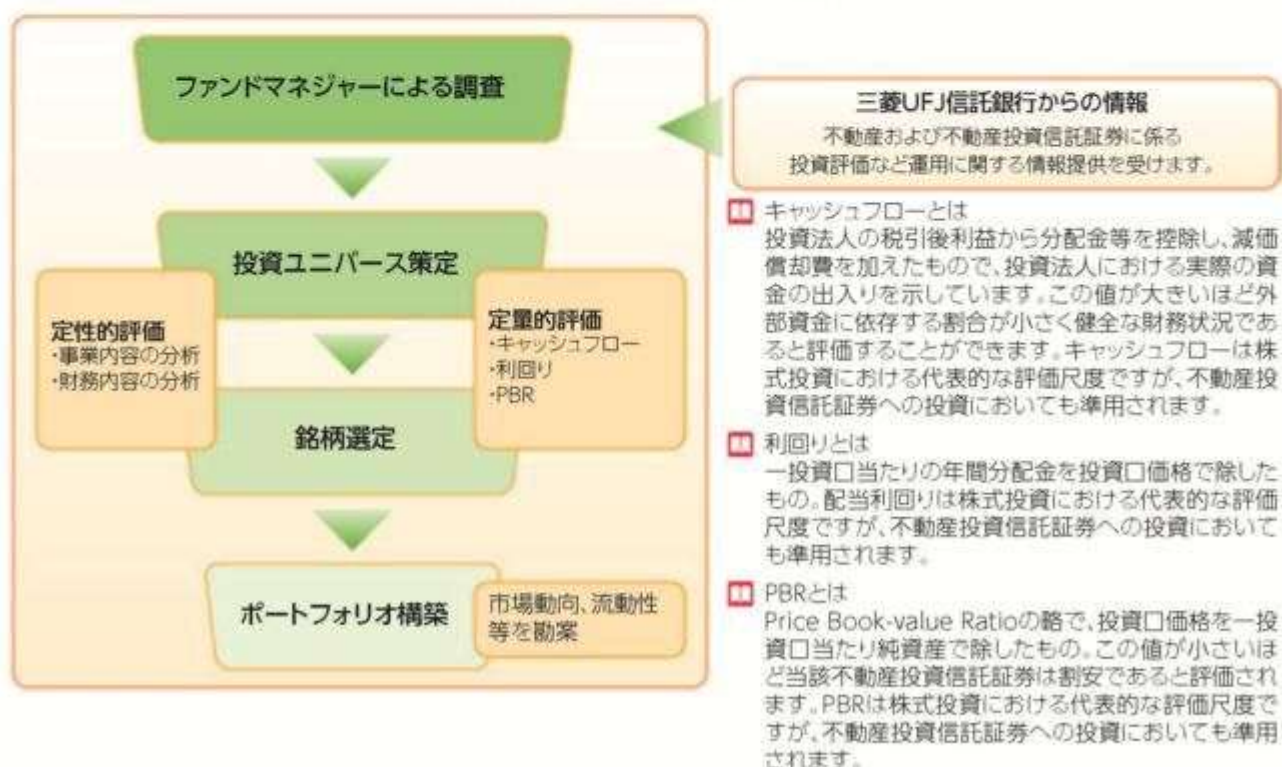 ファンドマネジャーによる調査
三菱UFJ信託銀行からの情報
不動産および不動産投資信託証券に係る
投資評価など運用に関する情報提供を受けます。
投資ユニバース策定
定性的評価
・事業内容の分析
・財務内容の分析
定量的評価
・キャッシュフロー
・利回り
・PBR
銘柄選定
ポートフォリオ構築
市場動向、流動性
等を勘案
キャッシュフローとは
投資法人の税引後利益から分配金等を控除し、減価
償却費を加えたもので、投資法人における実際の資
金の出入りを示しています。この値が大きいほど外
部資金に依存する割合が小さく健全な財務状況であ
ると評価することができます。キャッシュフローは株
式投資における代表的な評価尺度ですが、不動産投
資信託証券への投資においても準用されます。
利回りとは
一投資口当たりの年間分配金を投資口価格で除した
もの。配当利回りは株式投資における代表的な評価
尺度ですが、不動産投資信託証券への投資において
も準用されます。
PBRとは
Price Book-value Ratioの略で、投資口価格を一投
資口当たり純資産で除したもの。この値が小さいほ
ど当該不動産投資信託証券は割安であると評価され
ます。PBRは株式投資における代表的な評価尺度で
すが、不動産投資信託証券への投資においても準用
されます。